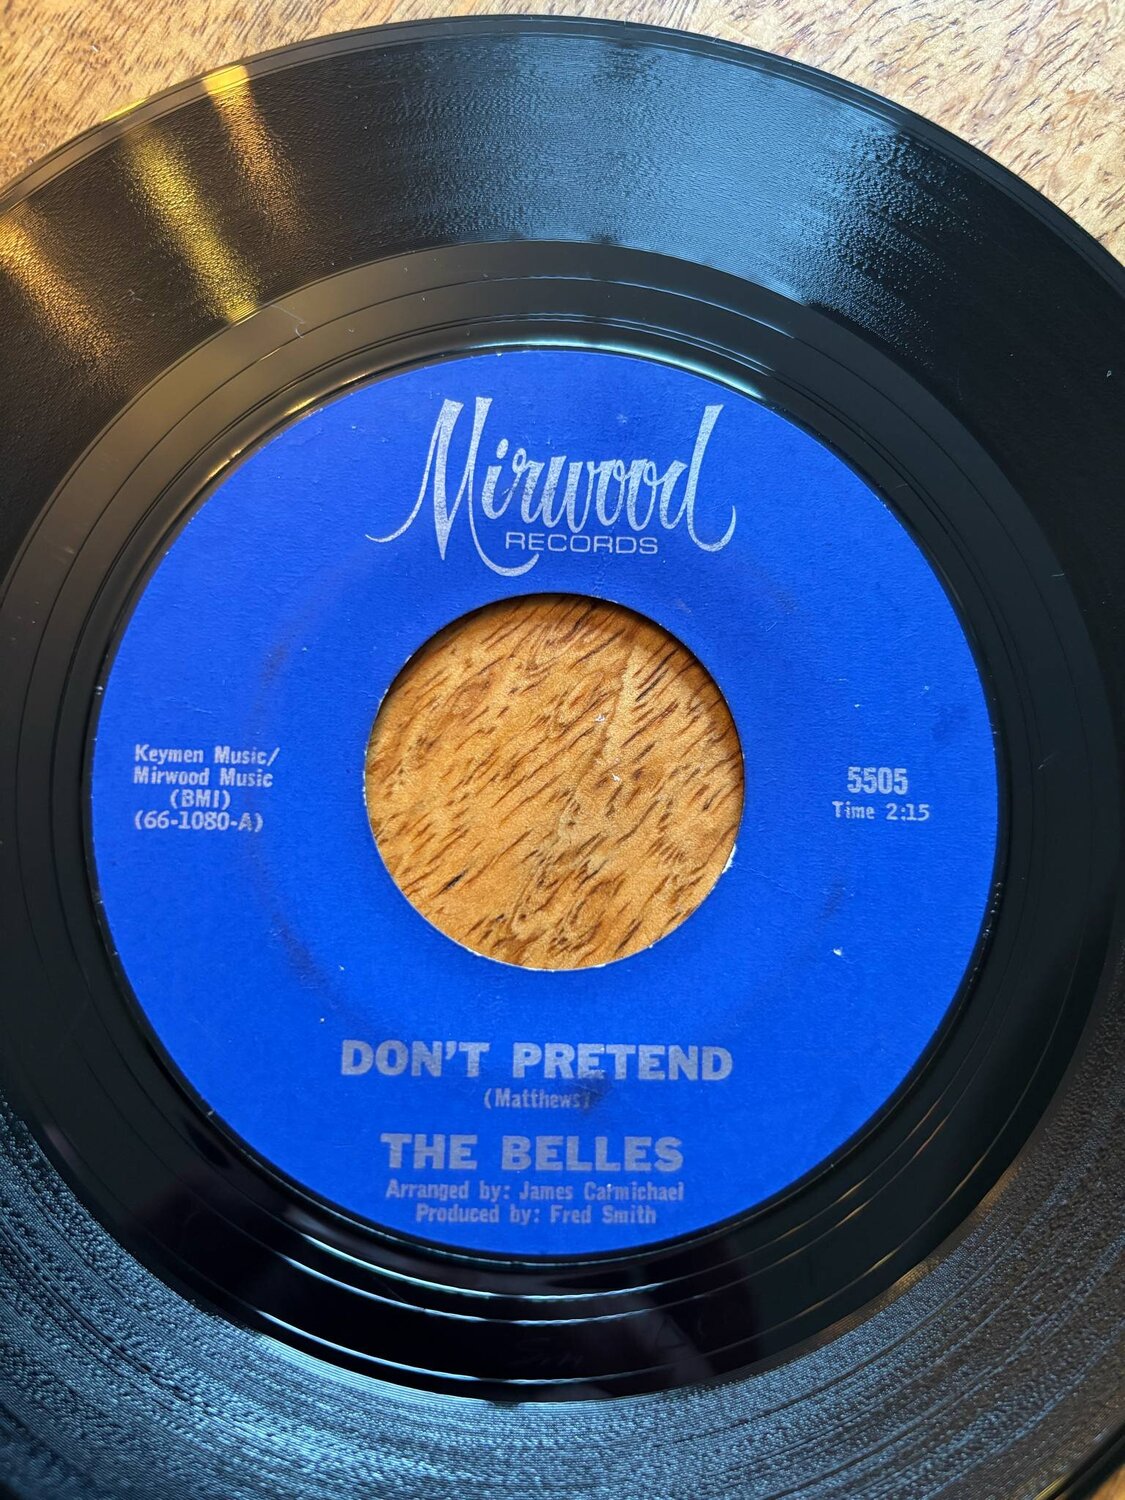 Mirwood
RECORDS
Keymen Music/
Mirwood Music
(BMI)
(66-1080-A)
5505
Time 2:15
DON'T PRETEND
(Matthews)
THE BELLES
Arranged by: James Carmichael
Produced by: Fred Smith